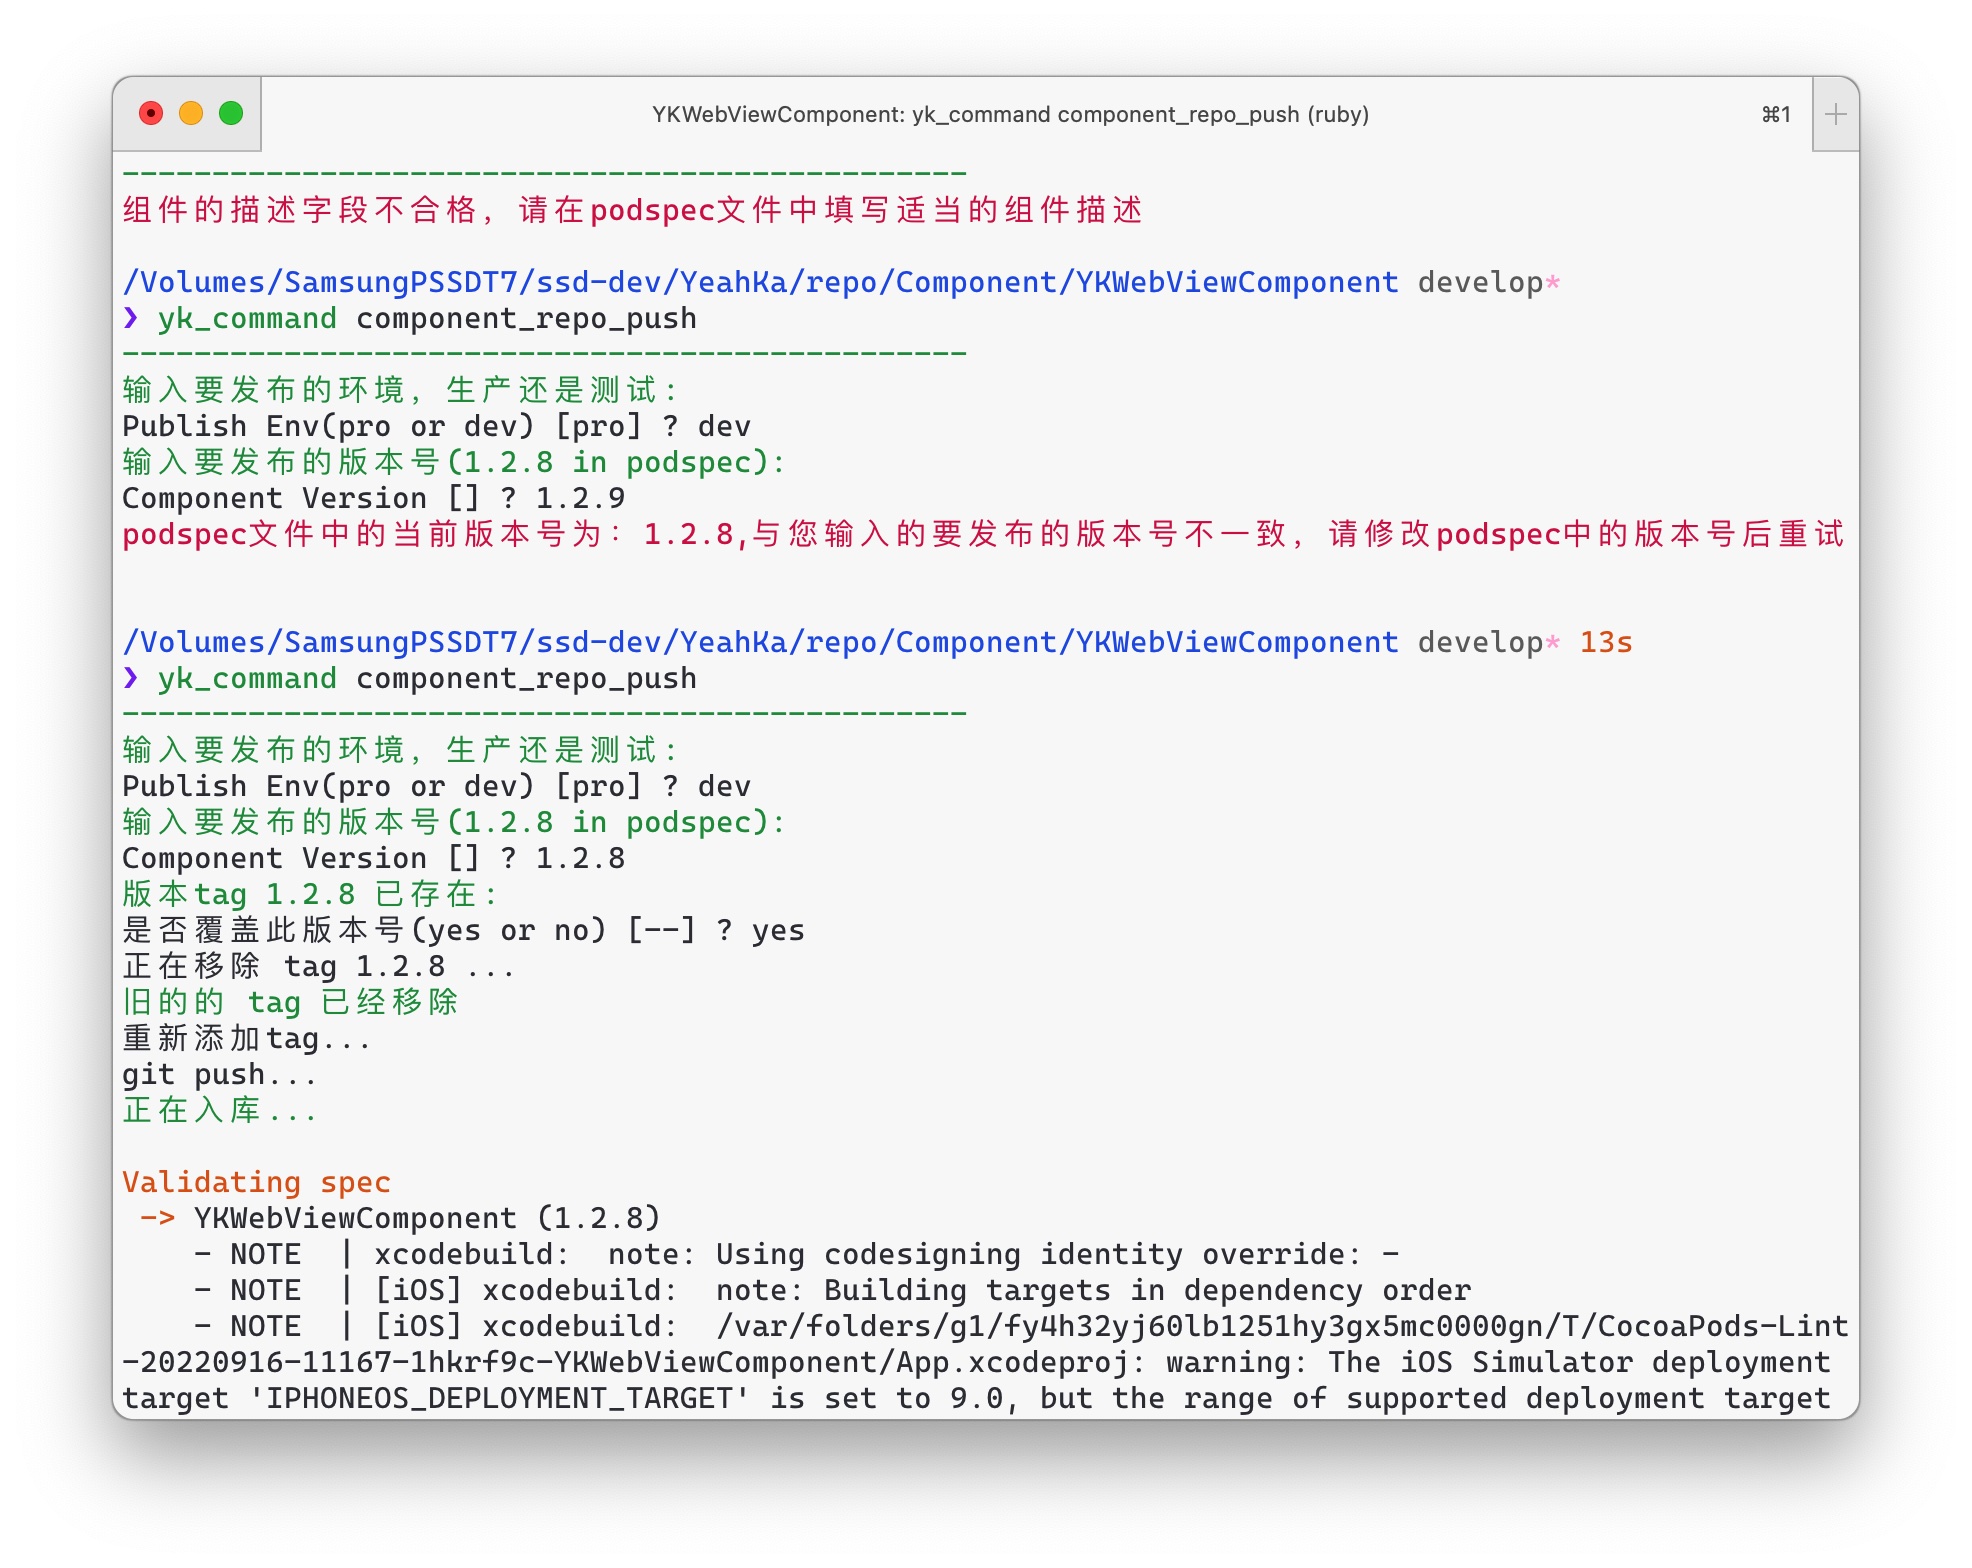 YKWebViewComponent: yk_command component_repo_push (ruby)
⌘1
-----------------------------------------------
组件的描述字段不合格，请在podspec文件中填写适当的组件描述
/Volumes/SamsungPSSDT7/ssd-dev/YeahKa/repo/Component/YKWebViewComponent develop*
❯ yk_command component_repo_push
-----------------------------------------------
输入要发布的环境，生产还是测试：
Publish Env(pro or dev) [pro] ? dev
输入要发布的版本号(1.2.8 in podspec):
Component Version [] ? 1.2.9
podspec文件中的当前版本号为：1.2.8,与您输入的要发布的版本号不一致，请修改podspec中的版本号后重试
/Volumes/SamsungPSSDT7/ssd-dev/YeahKa/repo/Component/YKWebViewComponent develop* 13s
❯ yk_command component_repo_push
-----------------------------------------------
输入要发布的环境，生产还是测试：
Publish Env(pro or dev) [pro] ? dev
输入要发布的版本号(1.2.8 in podspec):
Component Version [] ? 1.2.8
版本tag 1.2.8 已存在：
是否覆盖此版本号(yes or no) [--] ? yes
正在移除 tag 1.2.8 ...
旧的的 tag 已经移除
重新添加tag...
git push...
正在入库...
Validating spec
 -> YKWebViewComponent (1.2.8)
    - NOTE  | xcodebuild:  note: Using codesigning identity override: -
    - NOTE  | [iOS] xcodebuild:  note: Building targets in dependency order
    - NOTE  | [iOS] xcodebuild:  /var/folders/g1/fy4h32yj60lb1251hy3gx5mc0000gn/T/CocoaPods-Lint
-20220916-11167-1hkrf9c-YKWebViewComponent/App.xcodeproj: warning: The iOS Simulator deployment
target 'IPHONEOS_DEPLOYMENT_TARGET' is set to 9.0, but the range of supported deployment target